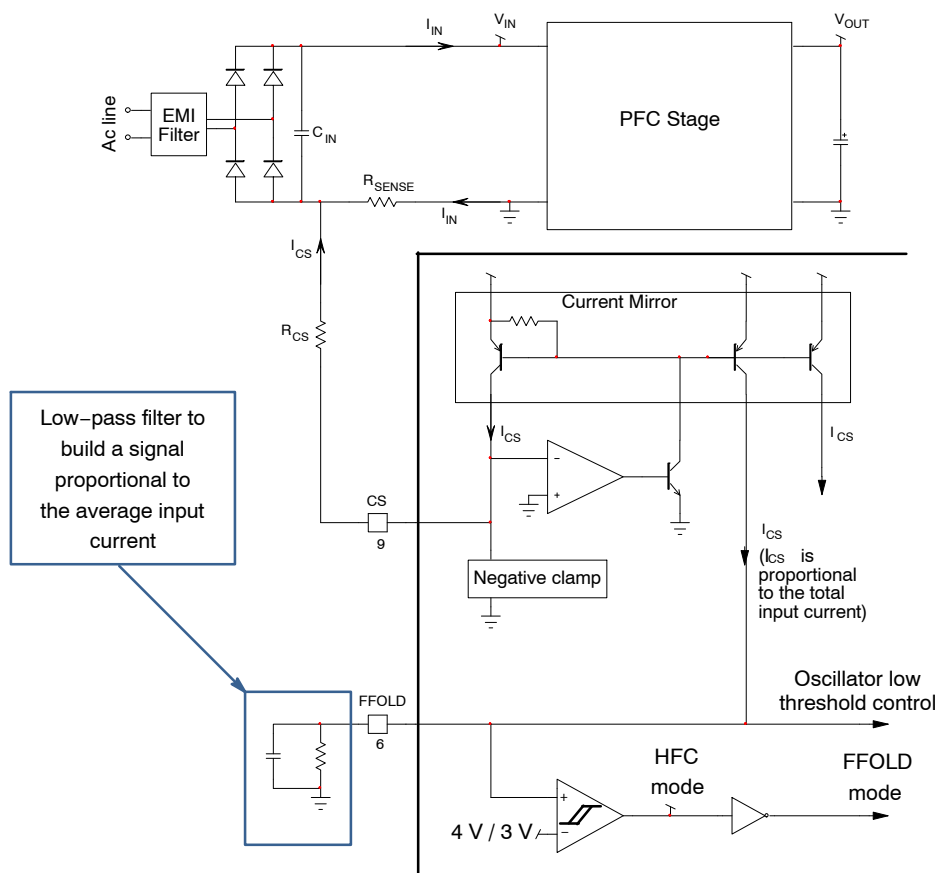 I_IN
V_IN
V_OUT
Ac line
EMI
Filter
C_IN
PFC Stage
R_SENSE
I_IN
+
I_CS
Current Mirror
R_CS
Low–pass filter to
build a signal
proportional to
the average input
current
I_CS
I_CS
−
+
CS
9
Negative clamp
I_CS
(I_CS is
proportional
to the total
input current)
Oscillator low
threshold control
FFOLD
6
HFC
mode
FFOLD
mode
+
4 V / 3 V
−